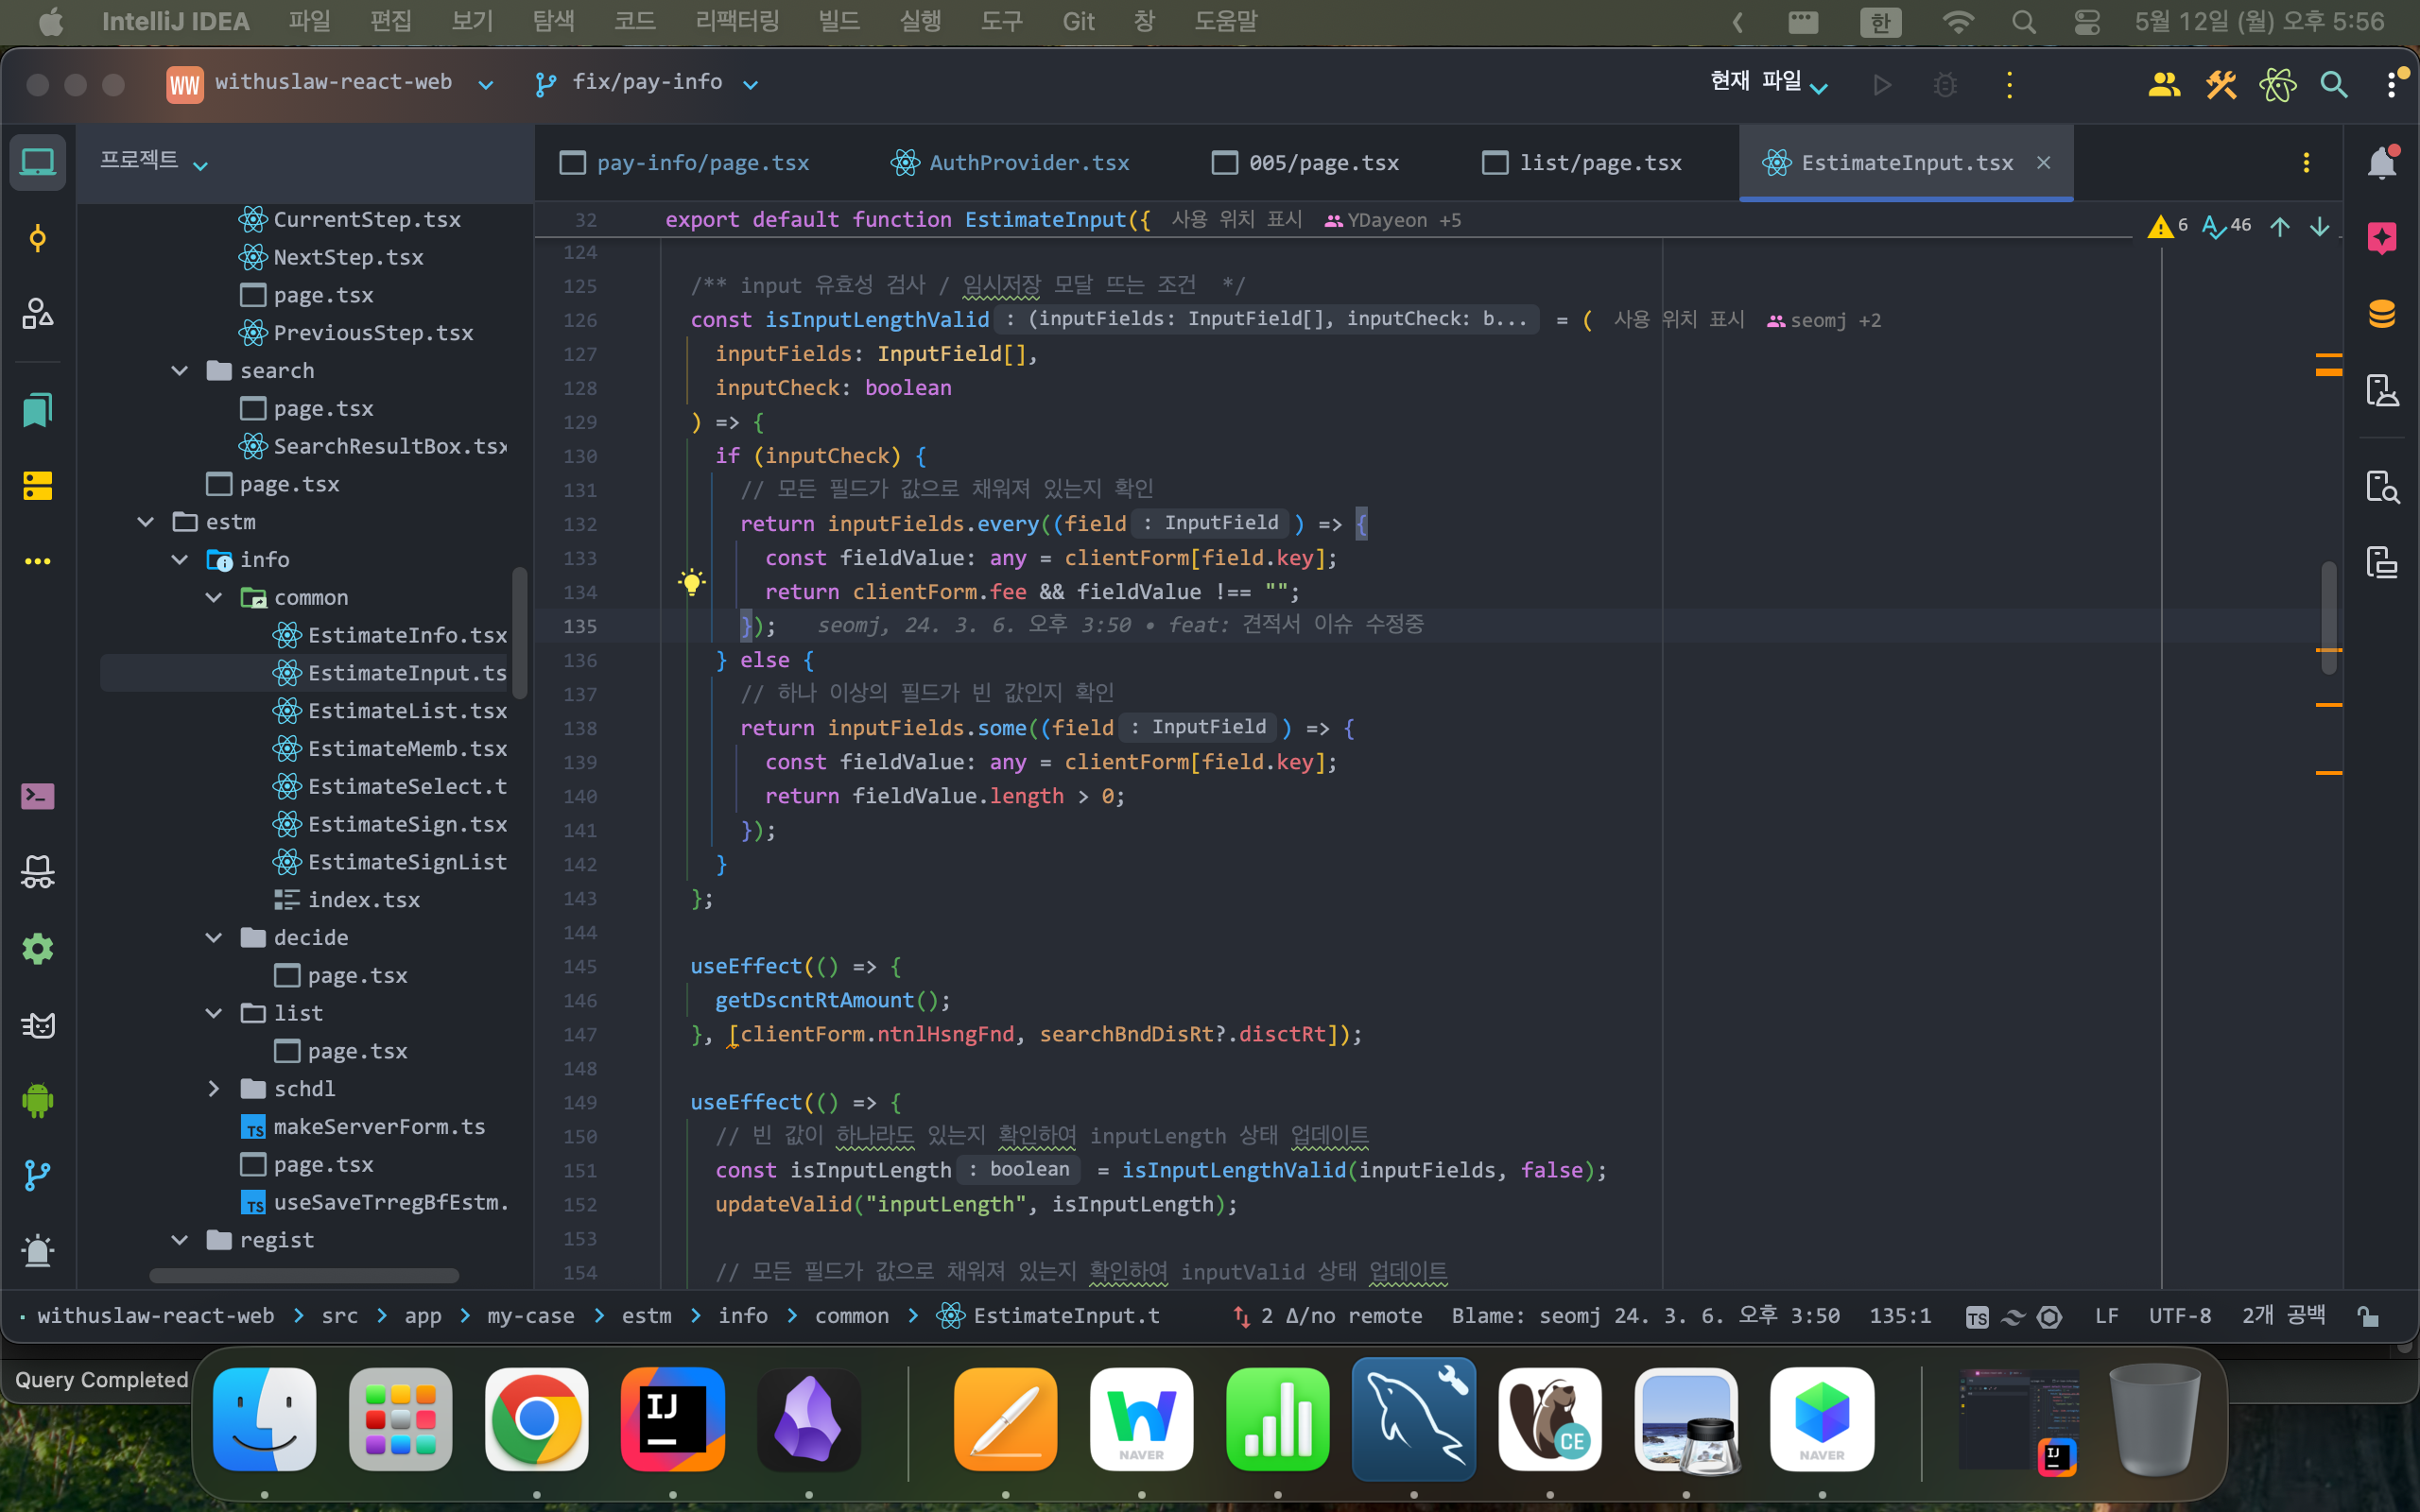 IntelliJ IDEA 파일 편집 보기 탐색 코드 리팩터링 빌드 실행 도구 Git 창 도움말 한 5월 12일 (월) 오후 5:56
WW withuslaw-react-web fix/pay-info 현재 파일
프로젝트
pay-info/page.tsx AuthProvider.tsx 005/page.tsx list/page.tsx EstimateInput.tsx
CurrentStep.tsx
NextStep.tsx
page.tsx
PreviousStep.tsx
search
page.tsx
SearchResultBox.tsx
page.tsx
estm
info
common
EstimateInfo.tsx
EstimateInput.ts
EstimateList.tsx
EstimateMemb.tsx
EstimateSelect.t
EstimateSign.tsx
EstimateSignList
index.tsx
decide
page.tsx
list
page.tsx
schdl
TS makeServerForm.ts
page.tsx
TS useSaveTrregBfEstm.
regist
32 export default function EstimateInput({ 사용 위치 표시 YDayeon +5
6 46
124
125 /** input 유효성 검사 / 임시저장 모달 뜨는 조건  */
126 const isInputLengthValid : (inputFields: InputField[], inputCheck: b... = ( 사용 위치 표시 seomj +2
127 inputFields: InputField[],
128 inputCheck: boolean
129 ) => {
130 if (inputCheck) {
131 // 모든 필드가 값으로 채워져 있는지 확인
132 return inputFields.every((field : InputField ) => {
133 const fieldValue: any = clientForm[field.key];
134 return clientForm.fee && fieldValue !== "";
135 }); seomj, 24. 3. 6. 오후 3:50 • feat: 견적서 이슈 수정중
136 } else {
137 // 하나 이상의 필드가 빈 값인지 확인
138 return inputFields.some((field : InputField ) => {
139 const fieldValue: any = clientForm[field.key];
140 return fieldValue.length > 0;
141 });
142 }
143 };
144
145 useEffect(() => {
146 getDscntRtAmount();
147 }, [clientForm.ntnlHsngFnd, searchBndDisRt?.disctRt]);
148
149 useEffect(() => {
150 // 빈 값이 하나라도 있는지 확인하여 inputLength 상태 업데이트
151 const isInputLength : boolean = isInputLengthValid(inputFields, false);
152 updateValid("inputLength", isInputLength);
153
154 // 모든 필드가 값으로 채워져 있는지 확인하여 inputValid 상태 업데이트
withuslaw-react-web > src > app > my-case > estm > info > common > EstimateInput.t 2 Δ/no remote Blame: seomj 24. 3. 6. 오후 3:50 135:1 TS LF UTF-8 2개 공백
Query Completed
IJ NAVER CE NAVER IJ